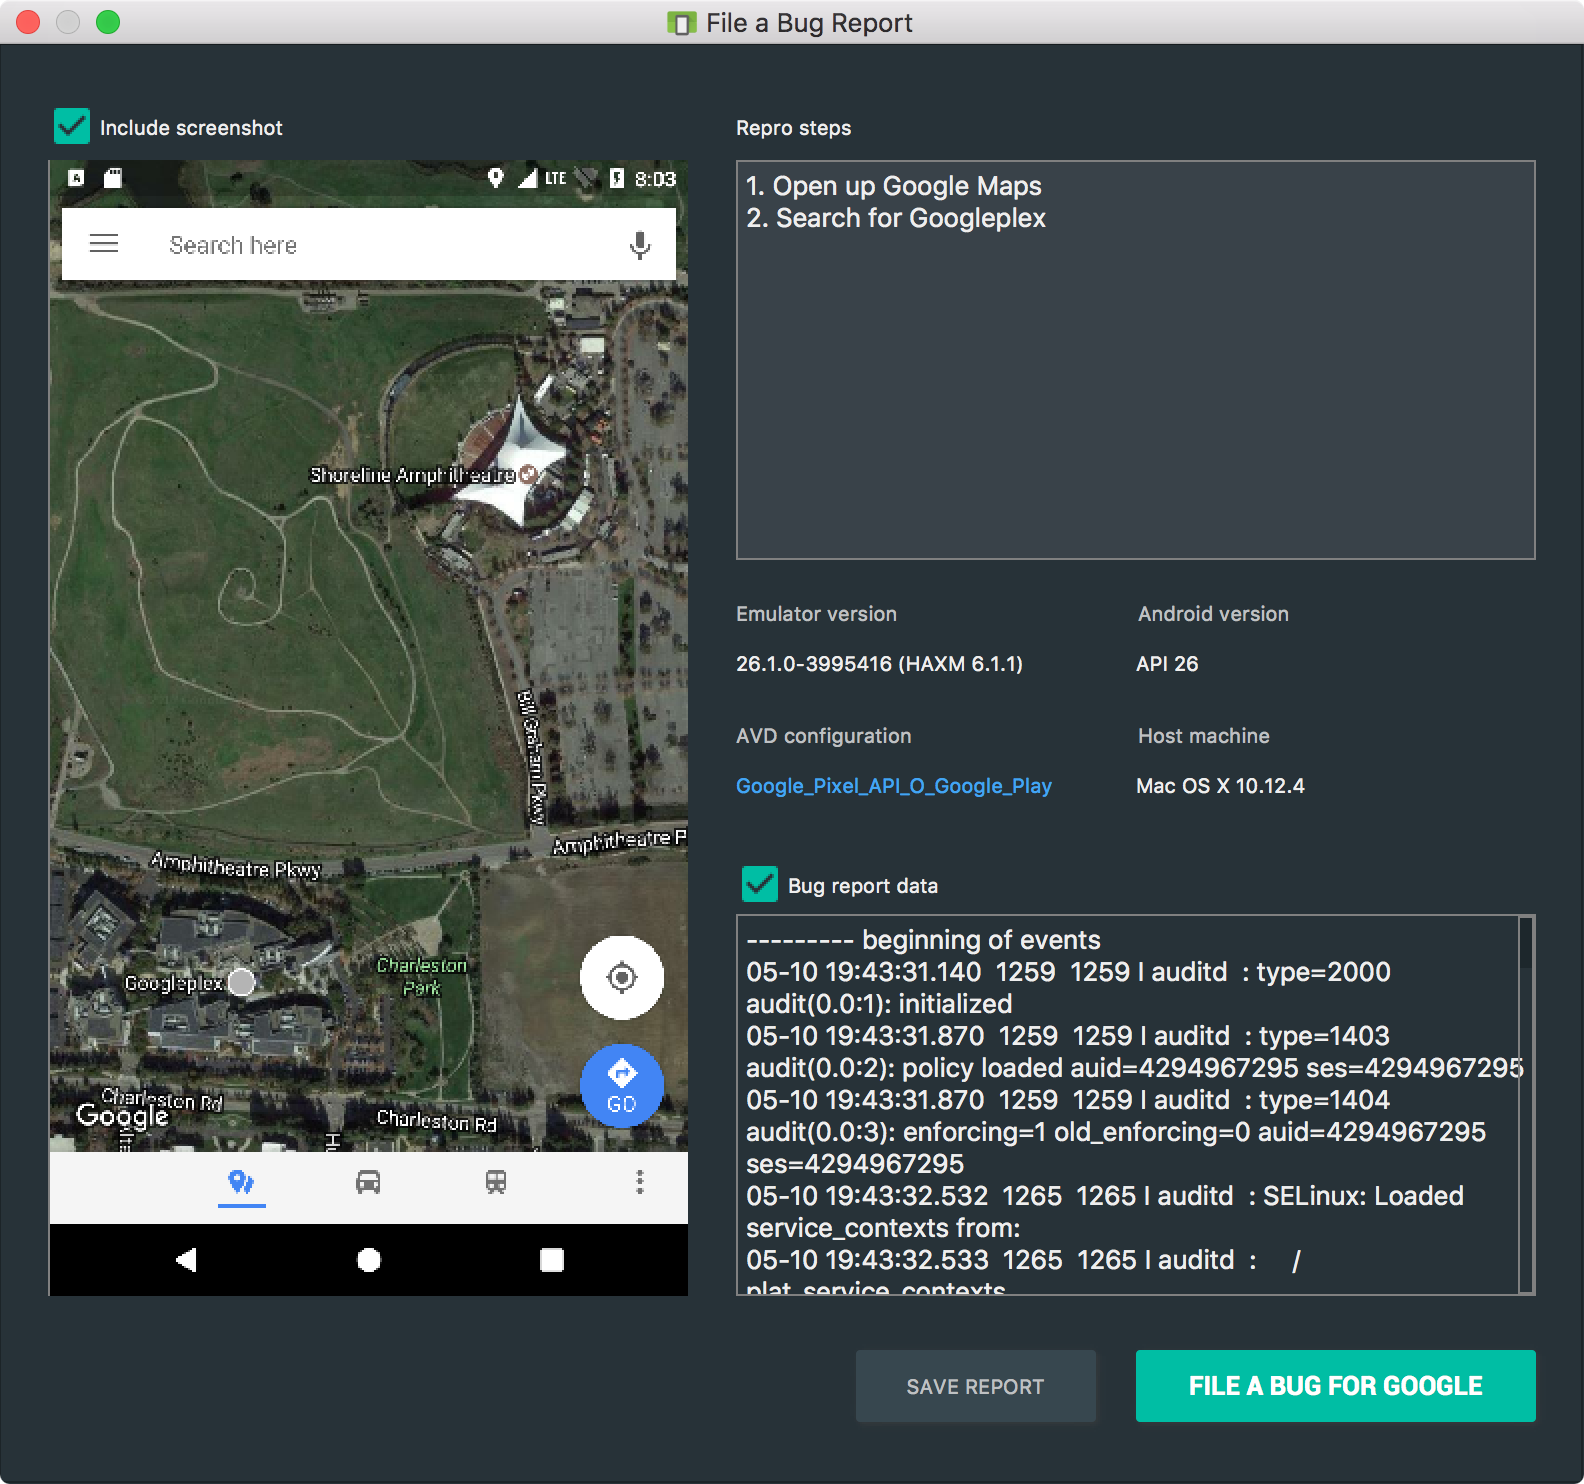 File a Bug Report
Include screenshot
A
LTE
8:03
Search here
Shoreline Amphitheatre
Bill Graham Pkwy
Amphitheatre P
Amphitheatre Pkwy
Charleston
Park
Googleplex
GO
Charleston Rd
Google
Charleston Rd
Repro steps
1. Open up Google Maps
2. Search for Googleplex
Emulator version
Android version
26.1.0-3995416 (HAXM 6.1.1)
API 26
AVD configuration
Host machine
Google_Pixel_API_O_Google_Play
Mac OS X 10.12.4
Bug report data
--------- beginning of events
05-10 19:43:31.140  1259  1259 I auditd  : type=2000
audit(0.0:1): initialized
05-10 19:43:31.870  1259  1259 I auditd  : type=1403
audit(0.0:2): policy loaded auid=4294967295 ses=4294967295
05-10 19:43:31.870  1259  1259 I auditd  : type=1404
audit(0.0:3): enforcing=1 old_enforcing=0 auid=4294967295
ses=4294967295
05-10 19:43:32.532  1265  1265 I auditd  : SELinux: Loaded
service_contexts from:
05-10 19:43:32.533  1265  1265 I auditd  :     /
plat_service_contexts
SAVE REPORT
FILE A BUG FOR GOOGLE